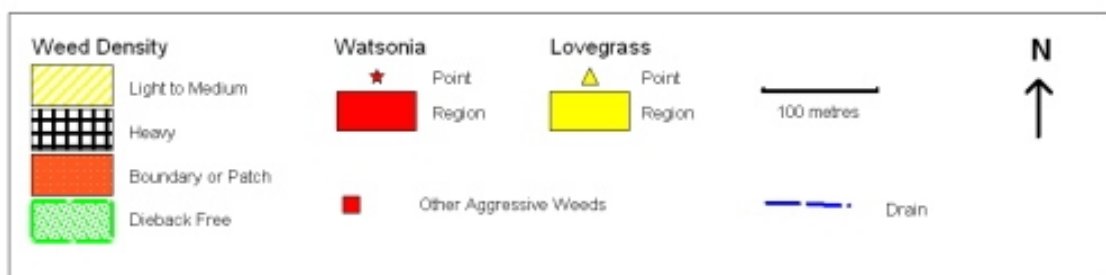 Weed Density
Light to Medium
Heavy
Boundary or Patch
Dieback Free
Watsonia
Point
Region
Other Aggressive Weeds
Lovegrass
Point
Region
100 metres
Drain
N